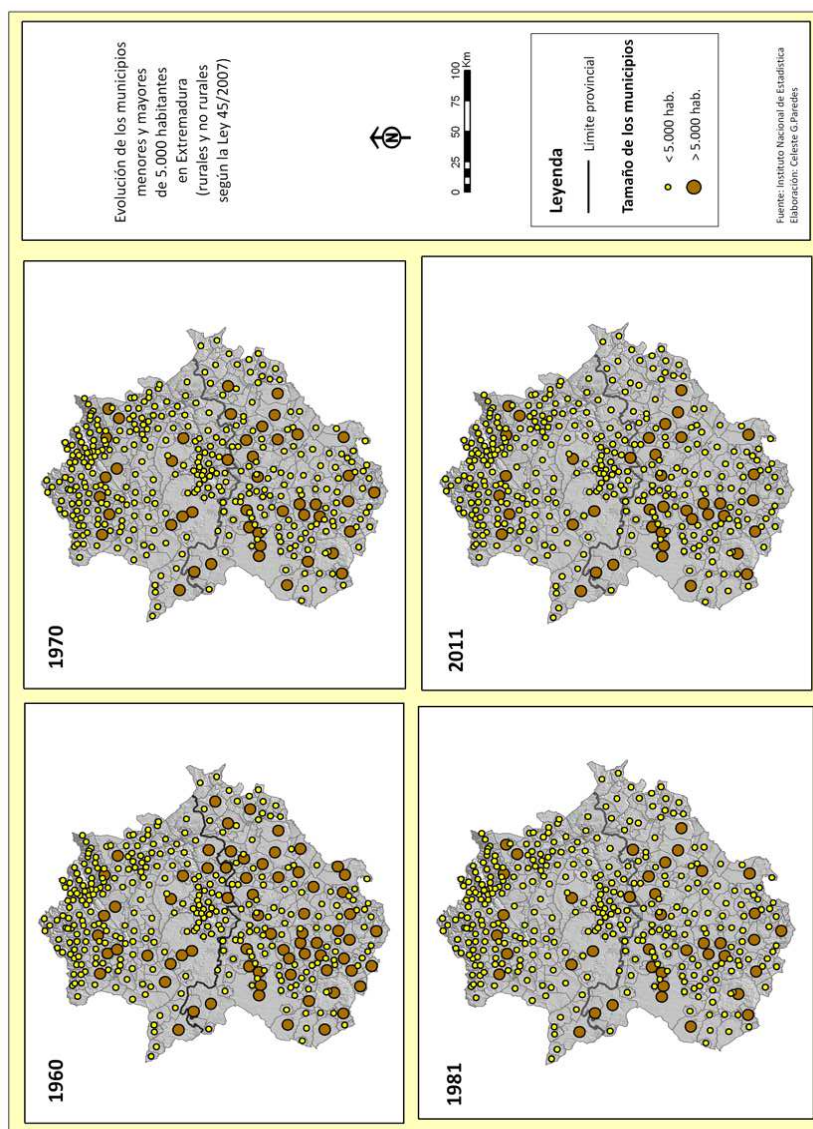 1960
1970
1981
2011
Evolución de los municipios
menores y mayores
de 5.000 habitantes
en Extremadura
(rurales y no rurales
según la Ley 45/2007)
N
0 25 50 75 100
Km
Leyenda
Límite provincial
Tamaño de los municipios
< 5.000 hab.
> 5.000 hab.
Fuente: Instituto Nacional de Estadística
Elaboración: Celeste G.Paredes